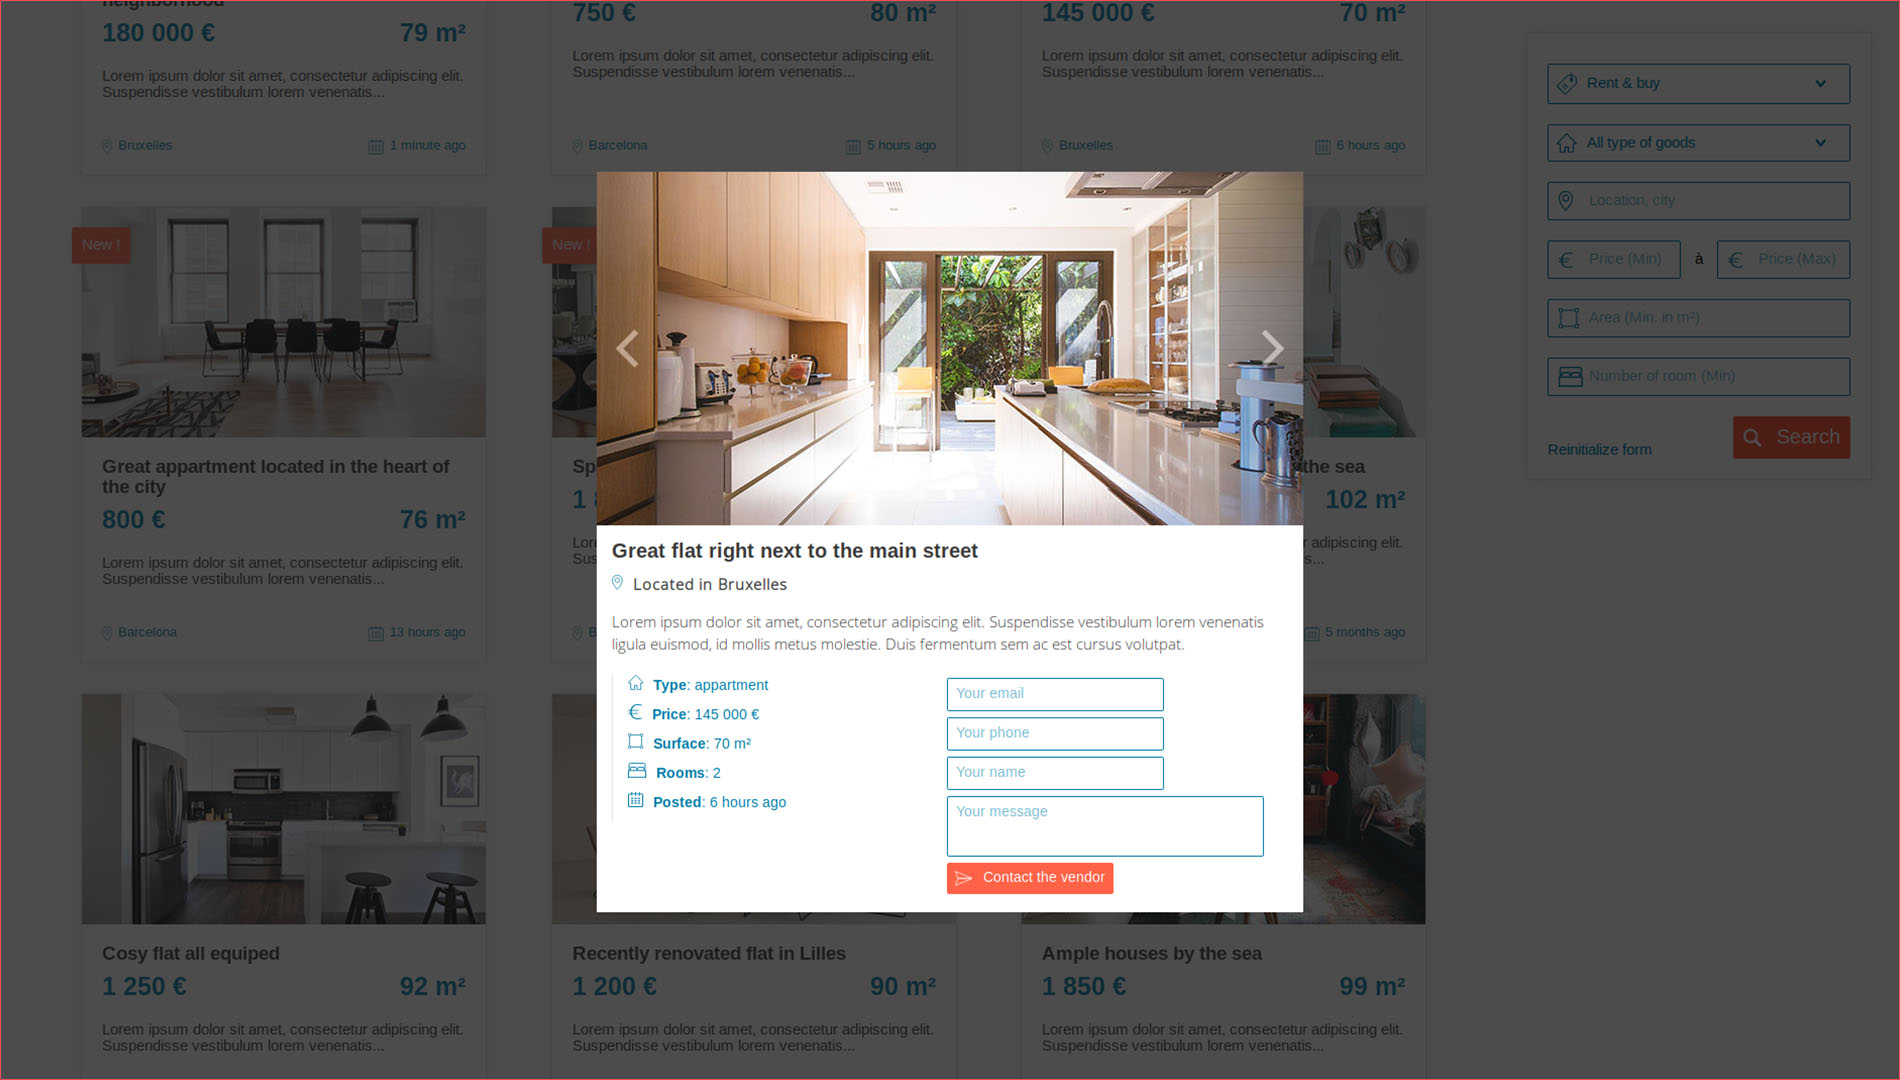 neighborhood
180 000 € 79 m²
Lorem ipsum dolor sit amet, consectetur adipiscing elit.
Suspendisse vestibulum lorem venenatis...
Bruxelles 1 minute ago
750 € 80 m²
Lorem ipsum dolor sit amet, consectetur adipiscing elit.
Suspendisse vestibulum lorem venenatis...
Barcelona 5 hours ago
145 000 € 70 m²
Lorem ipsum dolor sit amet, consectetur adipiscing elit.
Suspendisse vestibulum lorem venenatis...
Bruxelles 6 hours ago
Rent & buy
All type of goods
Location, city
Price (Min) à Price (Max)
Area (Min. in m²)
Number of room (Min)
Reinitialize form Search
New !
Great appartment located in the heart of
the city
800 € 76 m²
Lorem ipsum dolor sit amet, consectetur adipiscing elit.
Suspendisse vestibulum lorem venenatis...
Barcelona 13 hours ago
New !
Sp
1
Lor
Sus
B
the sea
102 m²
r adipiscing elit.
s...
5 months ago
Great flat right next to the main street
Located in Bruxelles
Lorem ipsum dolor sit amet, consectetur adipiscing elit. Suspendisse vestibulum lorem venenatis
ligula euismod, id mollis metus molestie. Duis fermentum sem ac est cursus volutpat.
Type: appartment
Price: 145 000 €
Surface: 70 m²
Rooms: 2
Posted: 6 hours ago
Your email
Your phone
Your name
Your message
Contact the vendor
Cosy flat all equiped
1 250 € 92 m²
Lorem ipsum dolor sit amet, consectetur adipiscing elit.
Suspendisse vestibulum lorem venenatis...
Recently renovated flat in Lilles
1 200 € 90 m²
Lorem ipsum dolor sit amet, consectetur adipiscing elit.
Suspendisse vestibulum lorem venenatis...
Ample houses by the sea
1 850 € 99 m²
Lorem ipsum dolor sit amet, consectetur adipiscing elit.
Suspendisse vestibulum lorem venenatis...